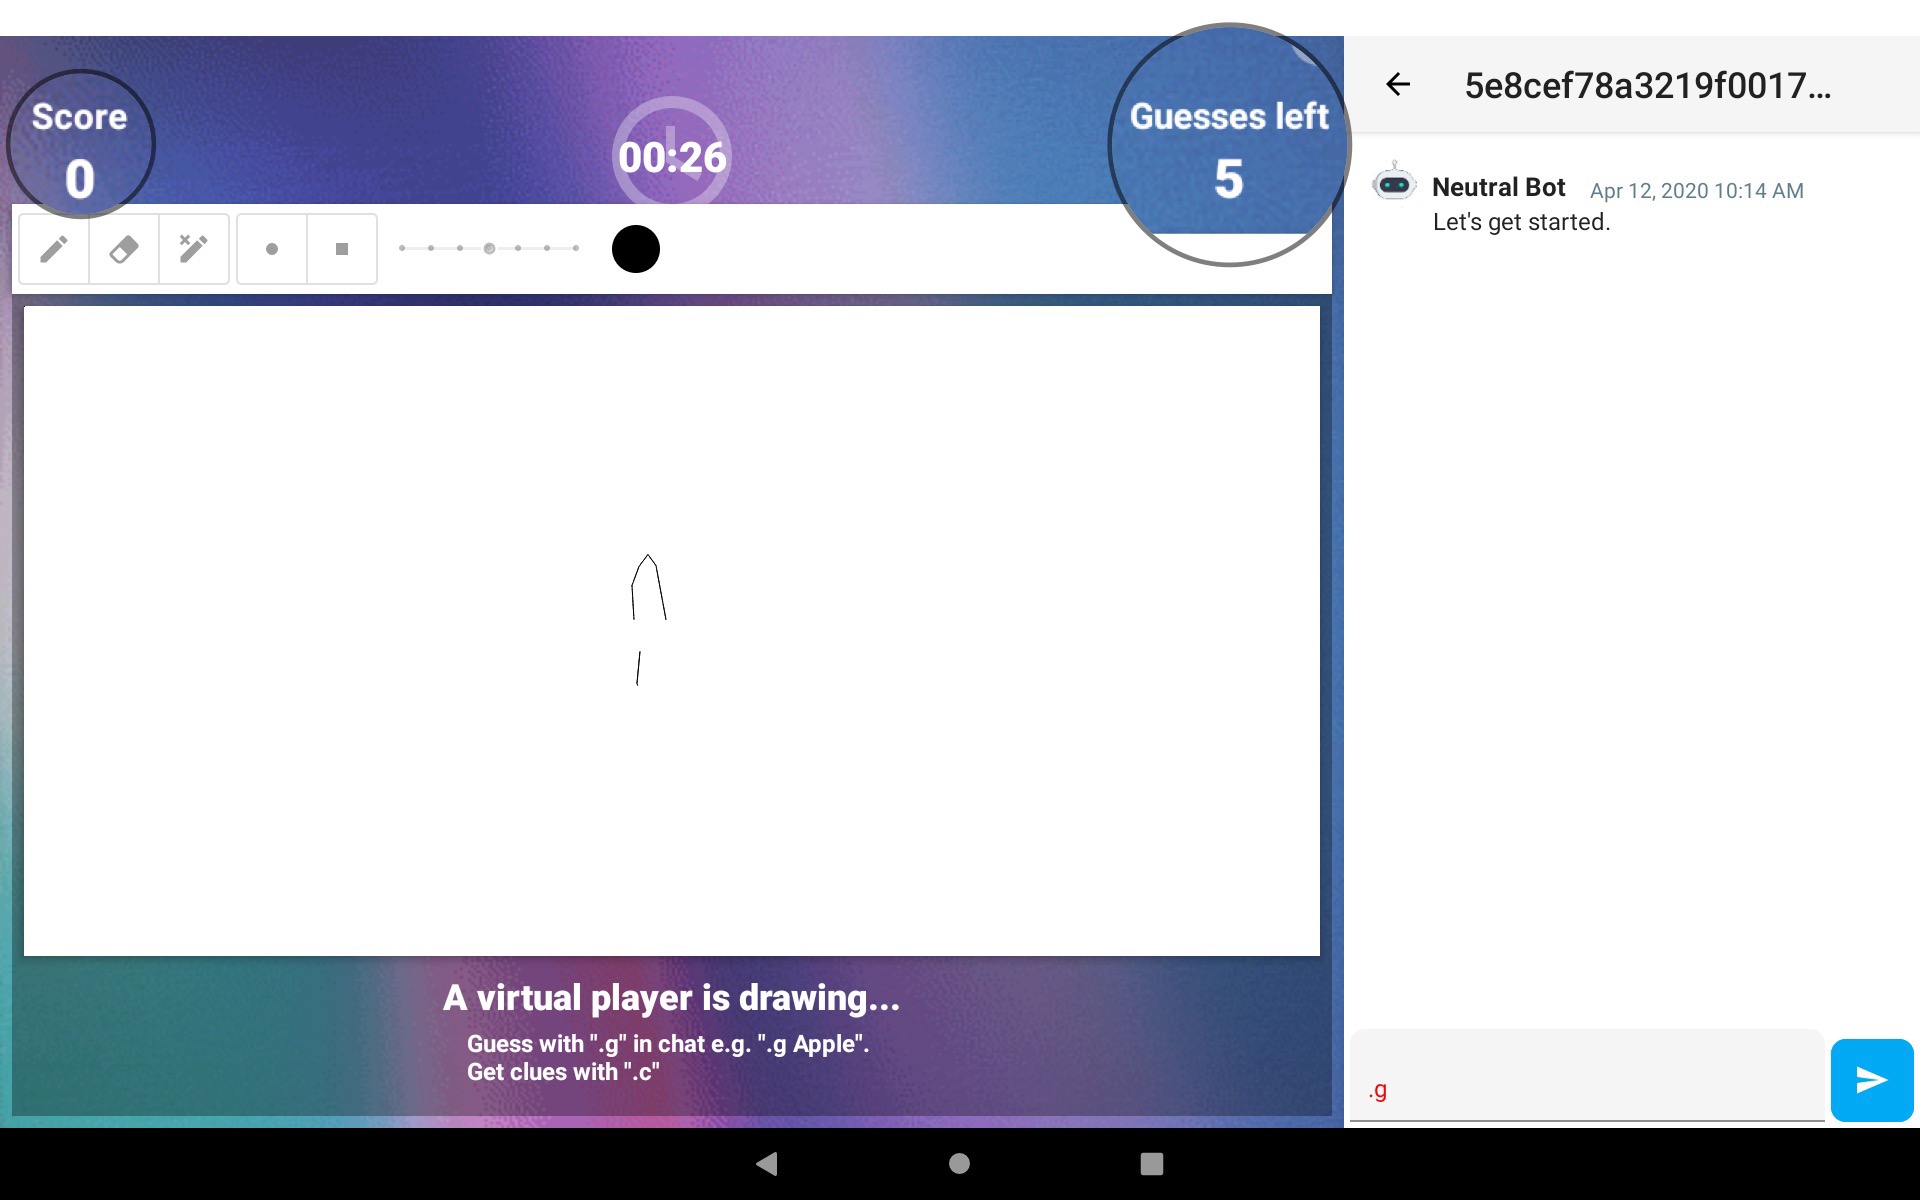 Score
0
00:26
Guesses left
5
5e8cef78a3219f0017...
Neutral Bot Apr 12, 2020 10:14 AM
Let's get started.
A virtual player is drawing...
Guess with ".g" in chat e.g. ".g Apple".
Get clues with ".c"
.g